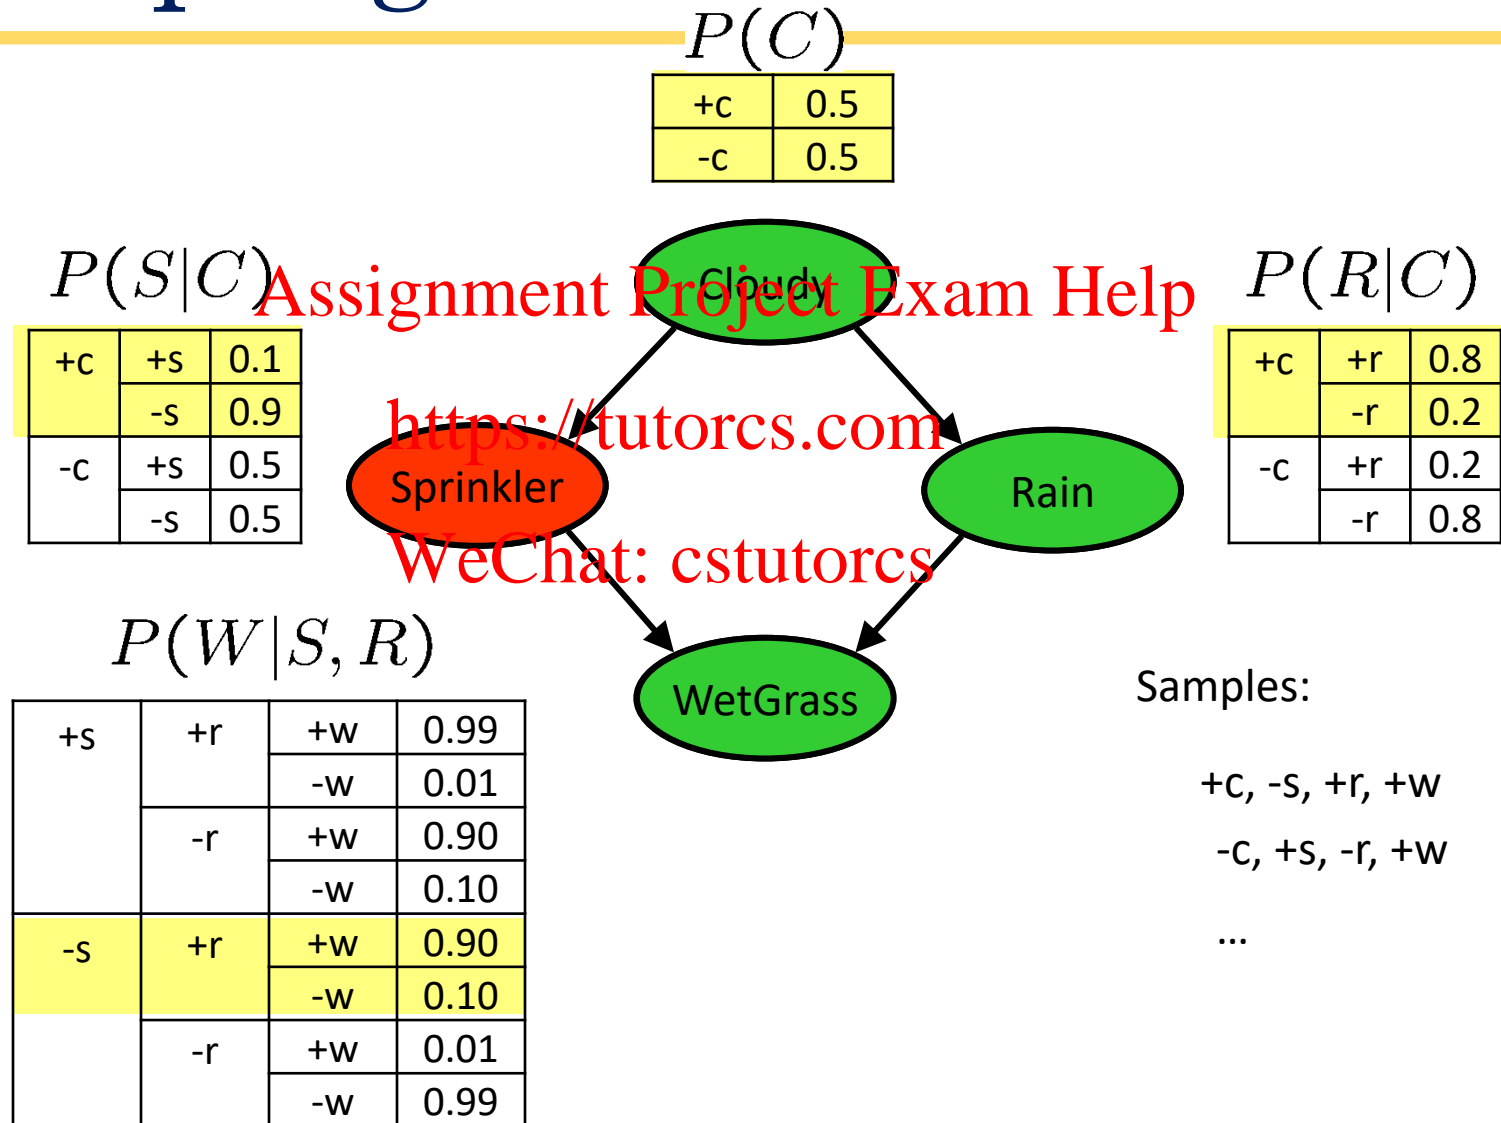 P(C)
+c 0.5
-c 0.5
Cloudy
P(S|C)
+c +s 0.1
-s 0.9
-c +s 0.5
-s 0.5
P(R|C)
+c +r 0.8
-r 0.2
-c +r 0.2
-r 0.8
Assignment Project Exam Help
https://tutorcs.com
WeChat: cstutorcs
Sprinkler
Rain
WetGrass
P(W|S, R)
+s +r +w 0.99
-w 0.01
-r +w 0.90
-w 0.10
-s +r +w 0.90
-w 0.10
-r +w 0.01
-w 0.99
Samples:
+c, -s, +r, +w
-c, +s, -r, +w
...